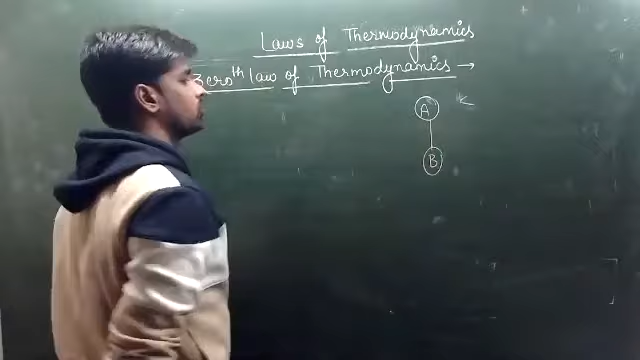 Laws of Thermodynamics
Zeroth law of Thermodynamics →
A
B